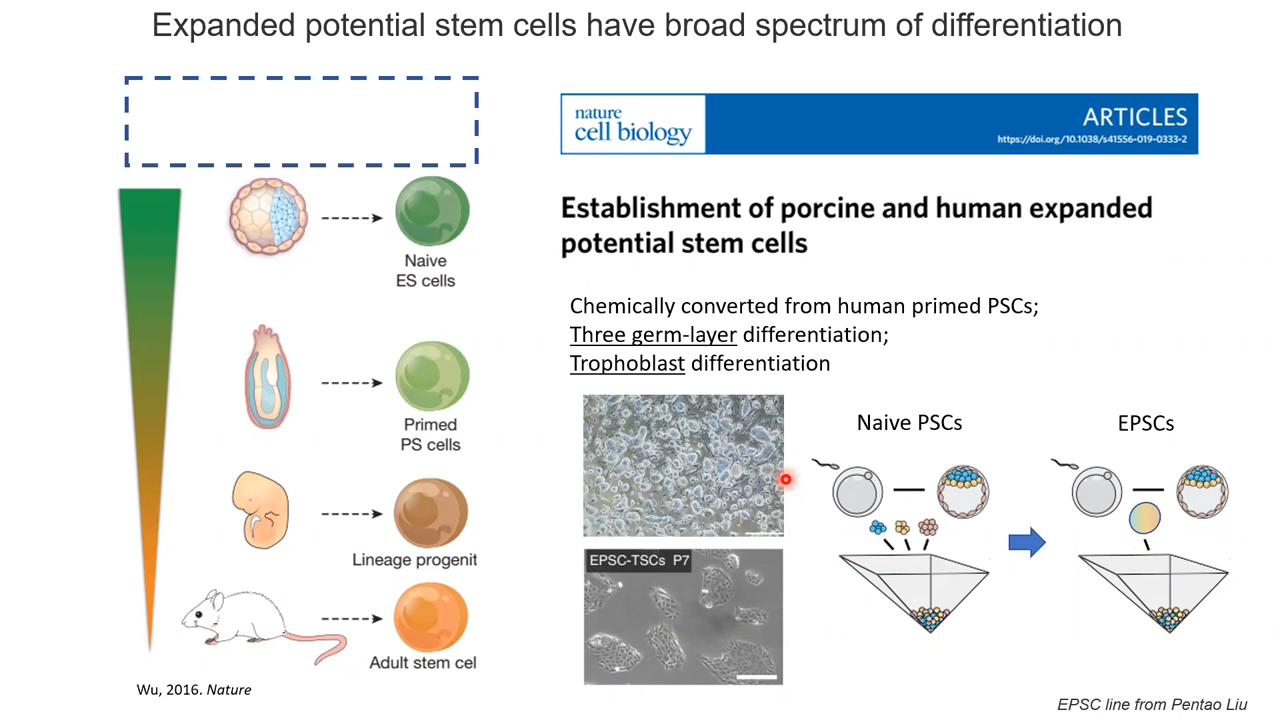 Expanded potential stem cells have broad spectrum of differentiation
Naive
ES cells
Primed
PS cells
Lineage progenit
Adult stem cel
Wu, 2016. Nature
nature
cell biology
ARTICLES
https://doi.org/10.1038/s41556-019-0333-2
Establishment of porcine and human expanded
potential stem cells
Chemically converted from human primed PSCs;
Three germ-layer differentiation;
Trophoblast differentiation
EPSC-TSCs P7
Naive PSCs
EPSCs
EPSC line from Pentao Liu